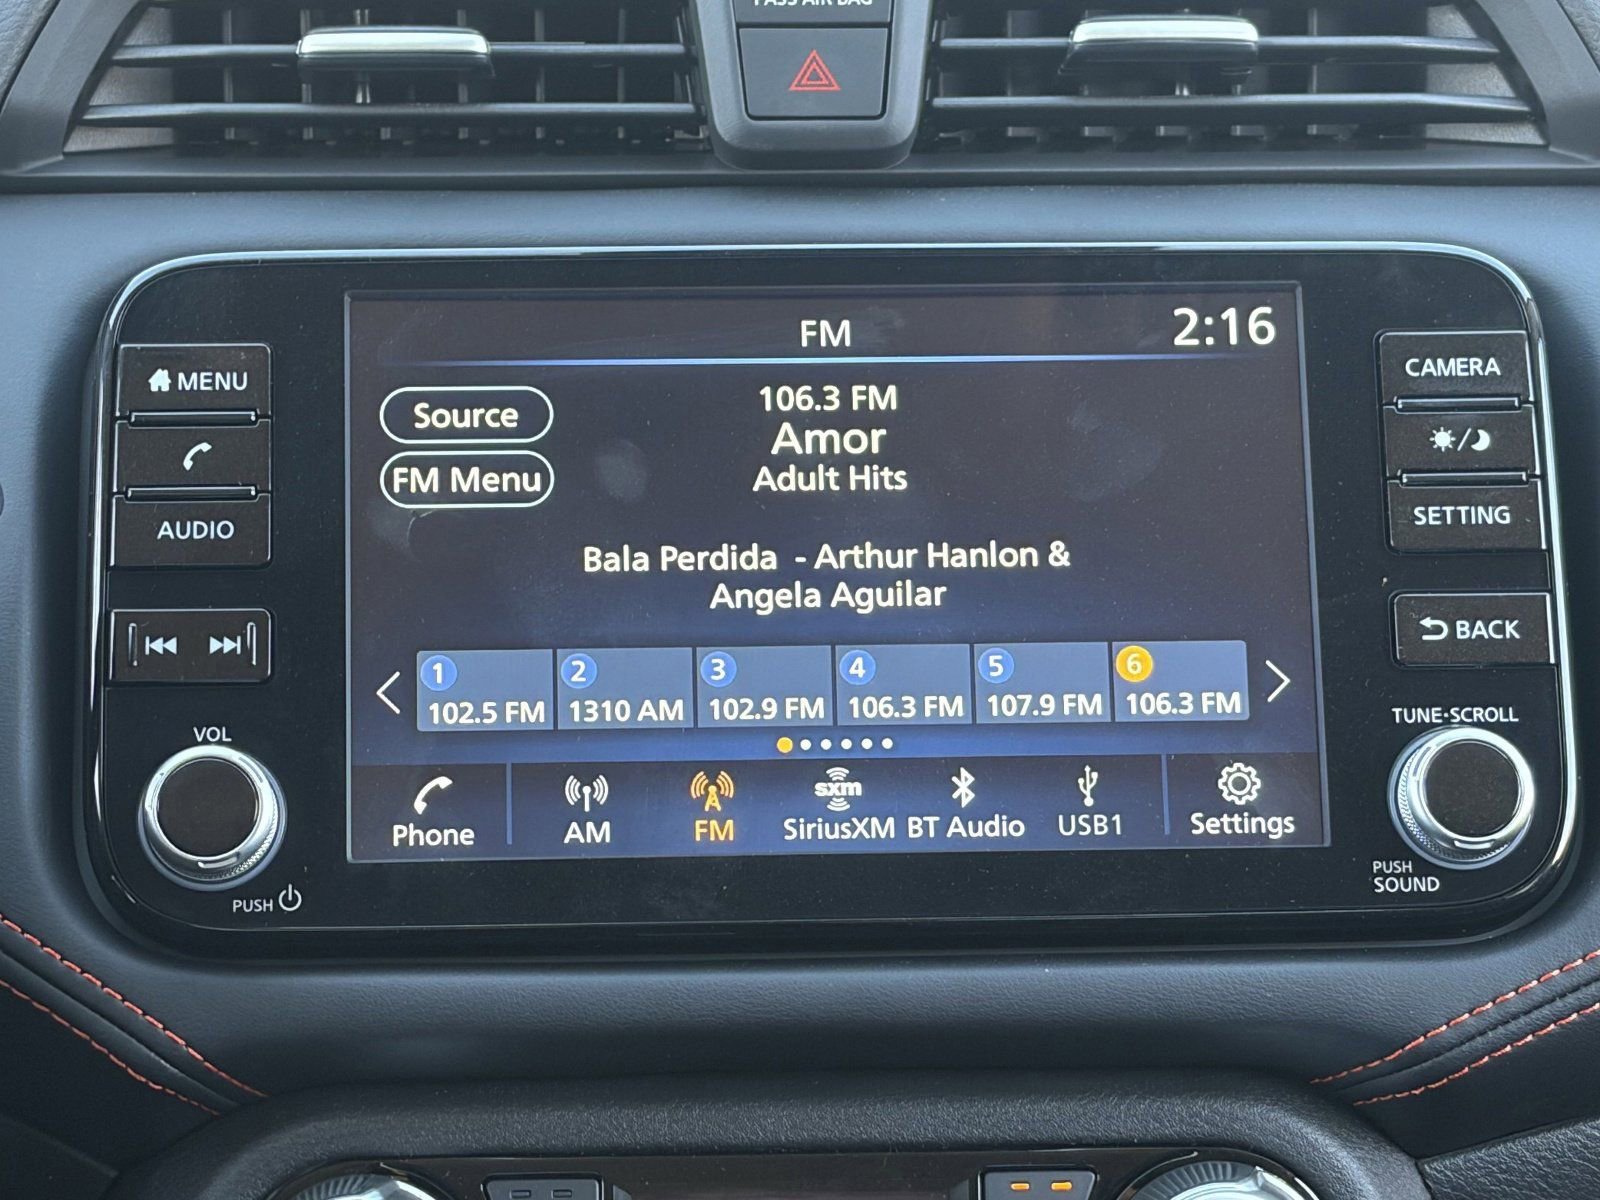 PASS AIR BAG
FM
2:16
MENU
AUDIO
VOL
PUSH
Source
FM Menu
106.3 FM
Amor
Adult Hits
Bala Perdida - Arthur Hanlon &
Angela Aguilar
1 2 3 4 5 6
102.5 FM 1310 AM 102.9 FM 106.3 FM 107.9 FM 106.3 FM
Phone
AM
FM
sxm
SiriusXM
BT Audio
USB1
Settings
CAMERA
SETTING
BACK
TUNE·SCROLL
PUSH
SOUND